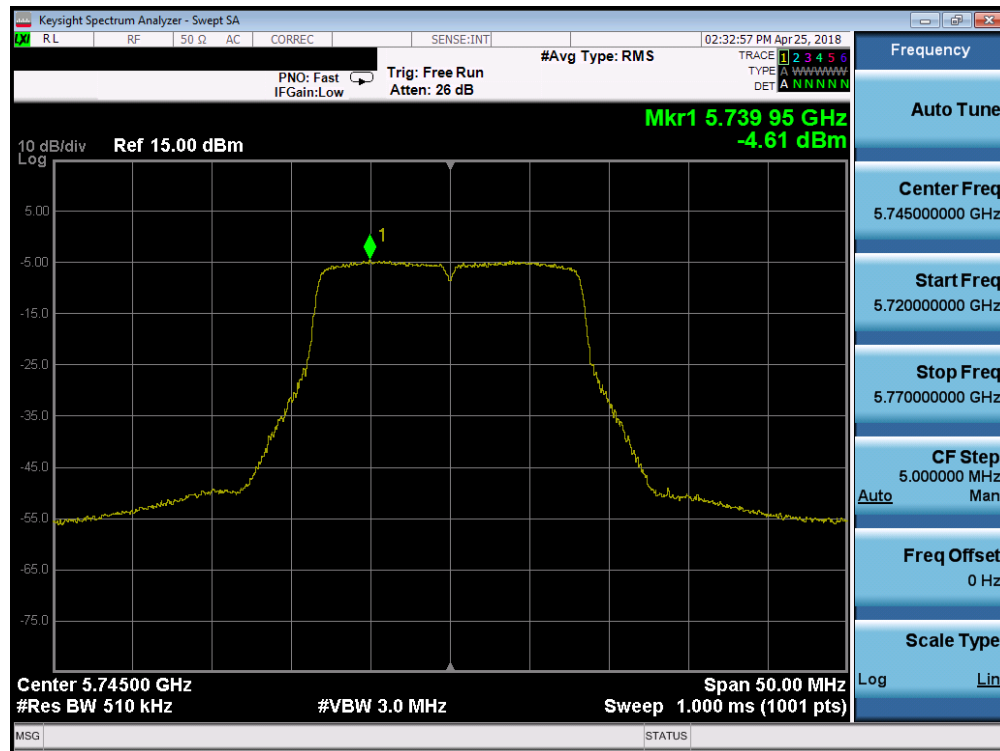 Keysight Spectrum Analyzer - Swept SA
LXI RL RF 50 Ω AC CORREC SENSE:INT 02:32:57 PM Apr 25, 2018
Frequency
PNO: Fast
IFGain:Low
Trig: Free Run
Atten: 26 dB
#Avg Type: RMS
TRACE 1 2 3 4 5 6
TYPE A WWWWW
DET A N N N N N
Mkr1 5.739 95 GHz
-4.61 dBm
10 dB/div Ref 15.00 dBm
Log
1
5.00
-5.00
-15.0
-25.0
-35.0
-45.0
-55.0
-65.0
-75.0
Center 5.74500 GHz Span 50.00 MHz
#Res BW 510 kHz #VBW 3.0 MHz Sweep 1.000 ms (1001 pts)
MSG STATUS
Auto Tune
Center Freq
5.745000000 GHz
Start Freq
5.720000000 GHz
Stop Freq
5.770000000 GHz
CF Step
5.000000 MHz
Auto Man
Freq Offset
0 Hz
Scale Type
Log Lin